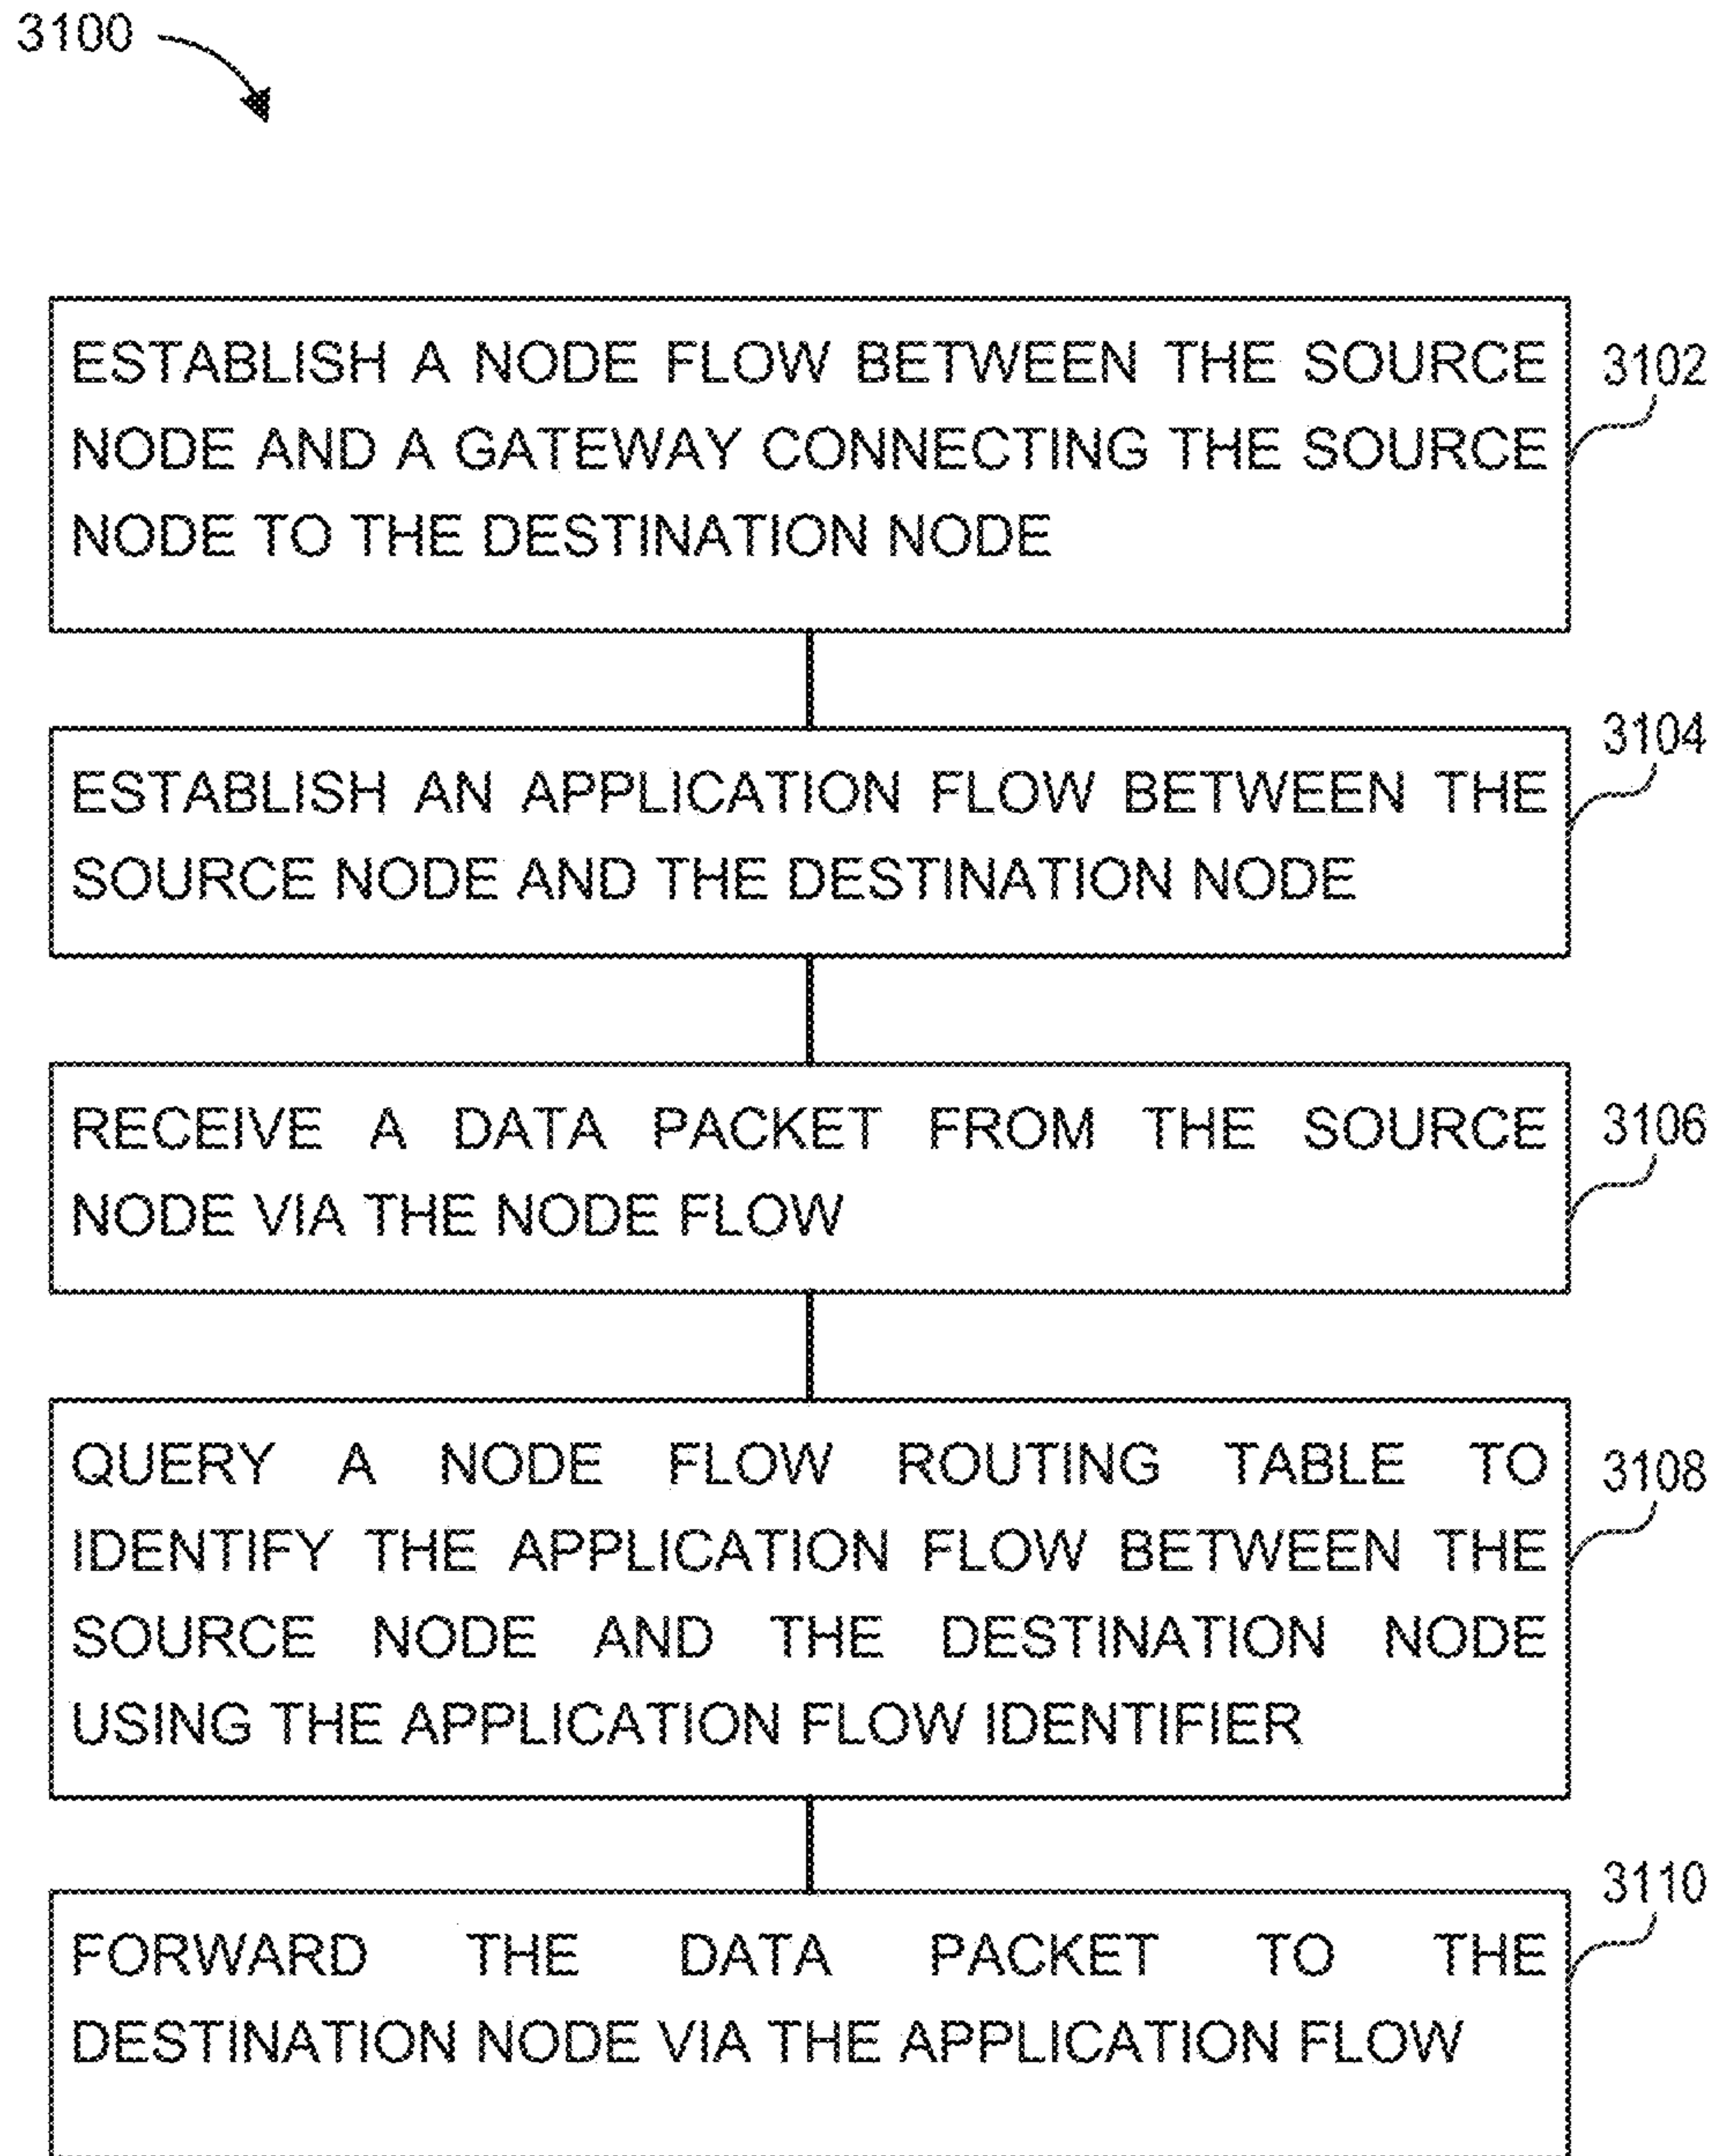 3100
ESTABLISH A NODE FLOW BETWEEN THE SOURCE
NODE AND A GATEWAY CONNECTING THE SOURCE
NODE TO THE DESTINATION NODE
3102
ESTABLISH AN APPLICATION FLOW BETWEEN THE
SOURCE NODE AND THE DESTINATION NODE
3104
RECEIVE A DATA PACKET FROM THE SOURCE
NODE VIA THE NODE FLOW
3106
QUERY A NODE FLOW ROUTING TABLE TO
IDENTIFY THE APPLICATION FLOW BETWEEN THE
SOURCE NODE AND THE DESTINATION NODE
USING THE APPLICATION FLOW IDENTIFIER
3108
FORWARD THE DATA PACKET TO THE
DESTINATION NODE VIA THE APPLICATION FLOW
3110